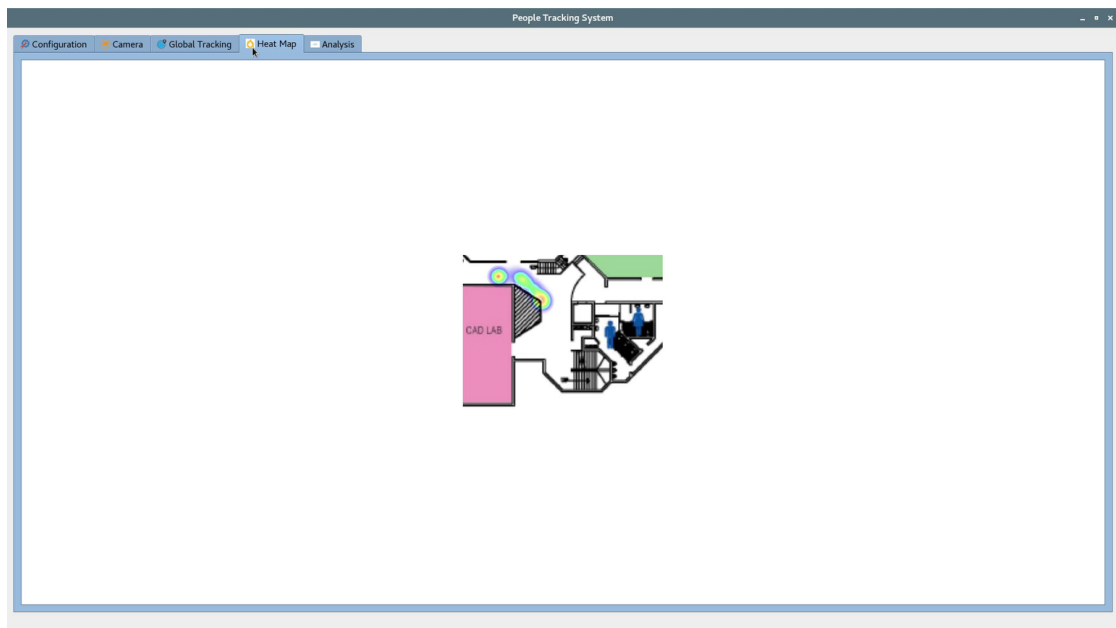 People Tracking System
Configuration Camera Global Tracking Heat Map Analysis
CAD LAB